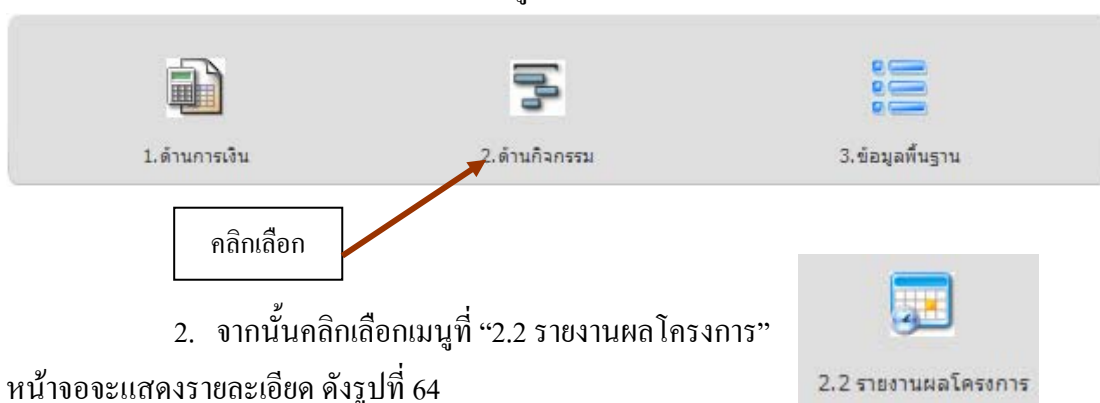 1.ด้านการเงิน
2.ด้านกิจกรรม
3.ข้อมูลพื้นฐาน
คลิกเลือก
2. จากนั้นคลิกเลือกเมนูที่ “2.2 รายงานผลโครงการ”
หน้าจอจะแสดงรายละเอียด ดังรูปที่ 64
2.2 รายงานผลโครงการ